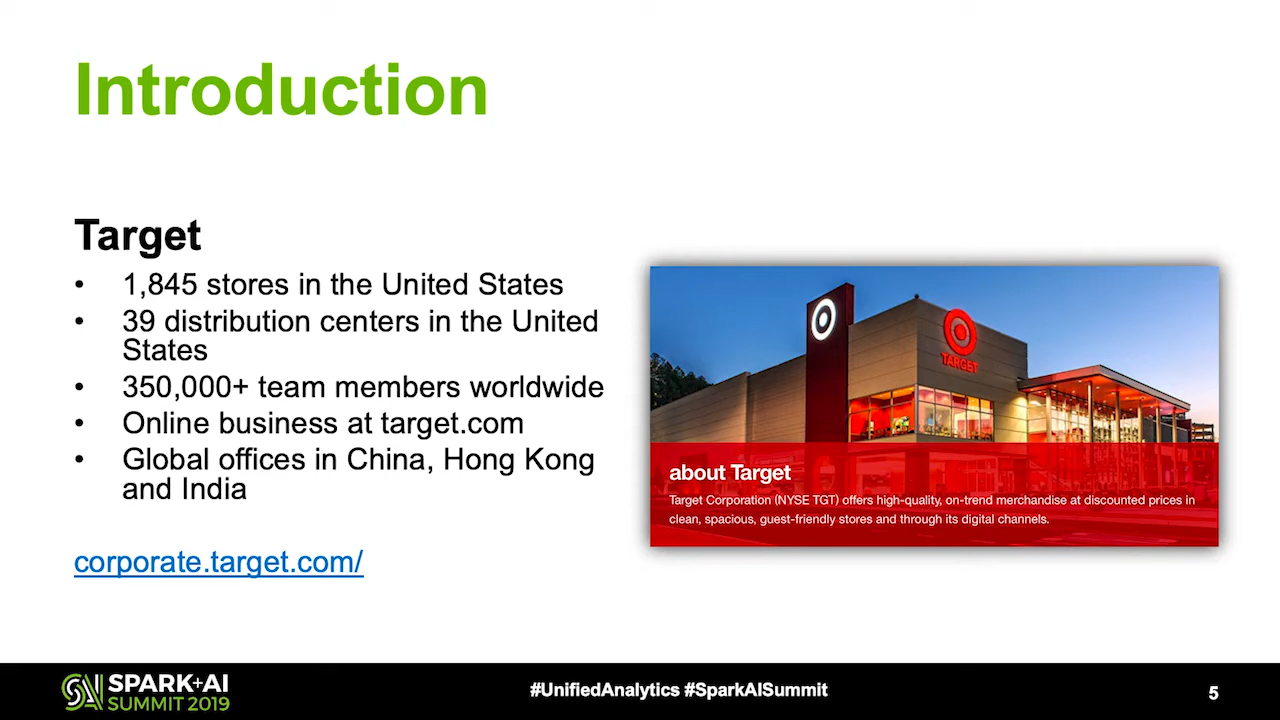 Introduction
Target
• 1,845 stores in the United States
• 39 distribution centers in the United
States
• 350,000+ team members worldwide
• Online business at target.com
• Global offices in China, Hong Kong
and India
corporate.target.com/
TARGET
about Target
Target Corporation (NYSE TGT) offers high-quality, on-trend merchandise at discounted prices in
clean, spacious, guest-friendly stores and through its digital channels.
SPARK+AI
SUMMIT 2019
#UnifiedAnalytics #SparkAISummit
5